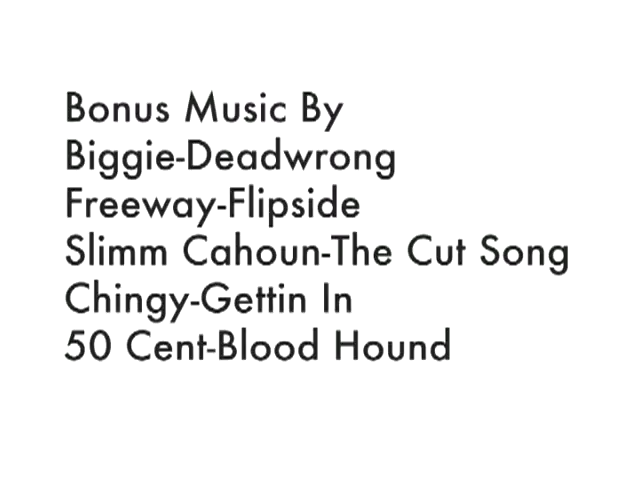 Bonus Music By
Biggie-Deadwrong
Freeway-Flipside
Slimm Cahoun-The Cut Song
Chingy-Gettin In
50 Cent-Blood Hound